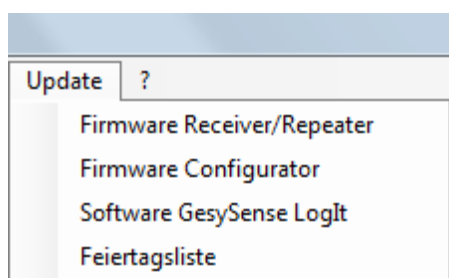 Update ?
Firmware Receiver/Repeater
Firmware Configurator
Software GesySense LogIt
Feiertagsliste